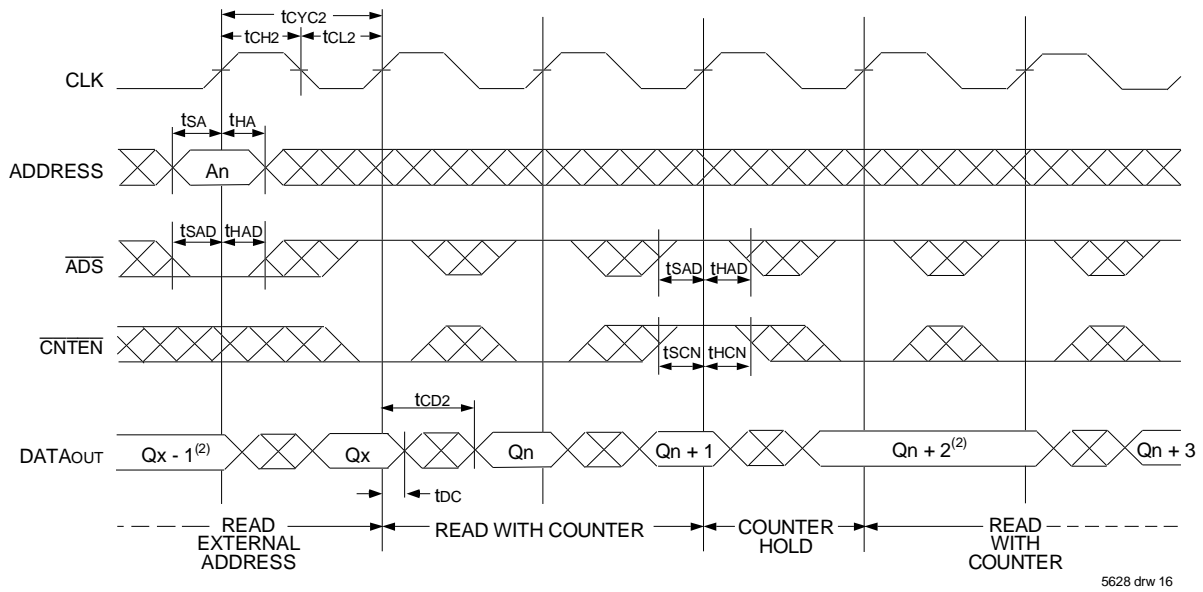 tCYC2
tCH2 tCL2
CLK
tSA tHA
ADDRESS An
tSAD tHAD
ADS
tSAD tHAD
CNTEN
tSCN tHCN
tCD2
DATAOUT Qx - 1(2) Qx Qn Qn + 1 Qn + 2(2) Qn + 3
tDC
READ EXTERNAL ADDRESS
READ WITH COUNTER
COUNTER HOLD
READ WITH COUNTER
5628 drw 16